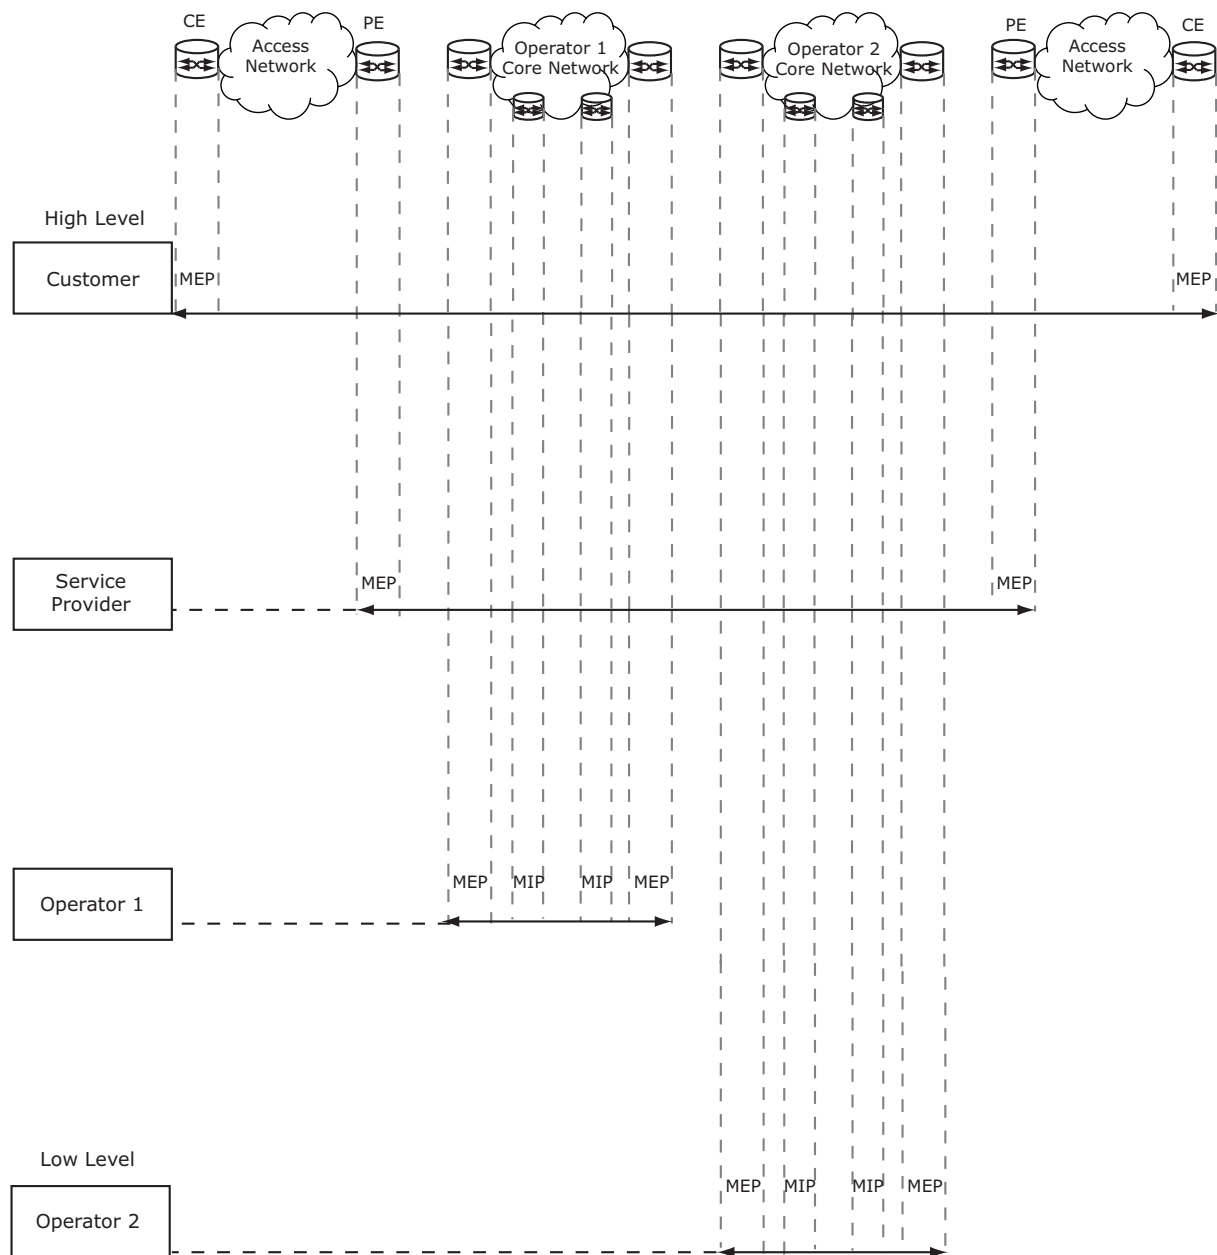 CE
PE
PE
CE
Access
Network
Operator 1
Core Network
Operator 2
Core Network
Access
Network
High Level
Customer
MEP
MEP
Service
Provider
MEP
MEP
Operator 1
MEP
MIP
MIP
MEP
Low Level
Operator 2
MEP
MIP
MIP
MEP